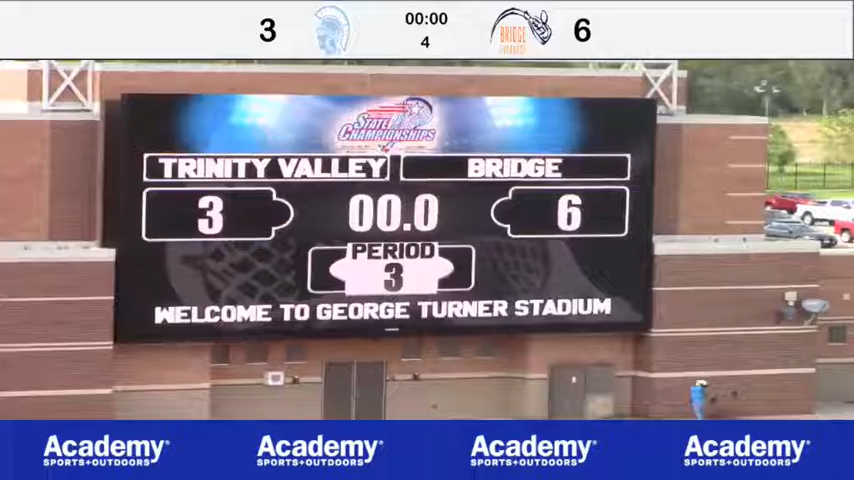 3 00:00 6
4
BRIDGE
LACROSSE
STATE
CHAMPIONSHIPS
TRINITY VALLEY BRIDGE
3 00.0 6
PERIOD
3
WELCOME TO GEORGE TURNER STADIUM
Academy Academy Academy Academy
SPORTS+OUTDOORS SPORTS+OUTDOORS SPORTS+OUTDOORS SPORTS+OUTDOORS